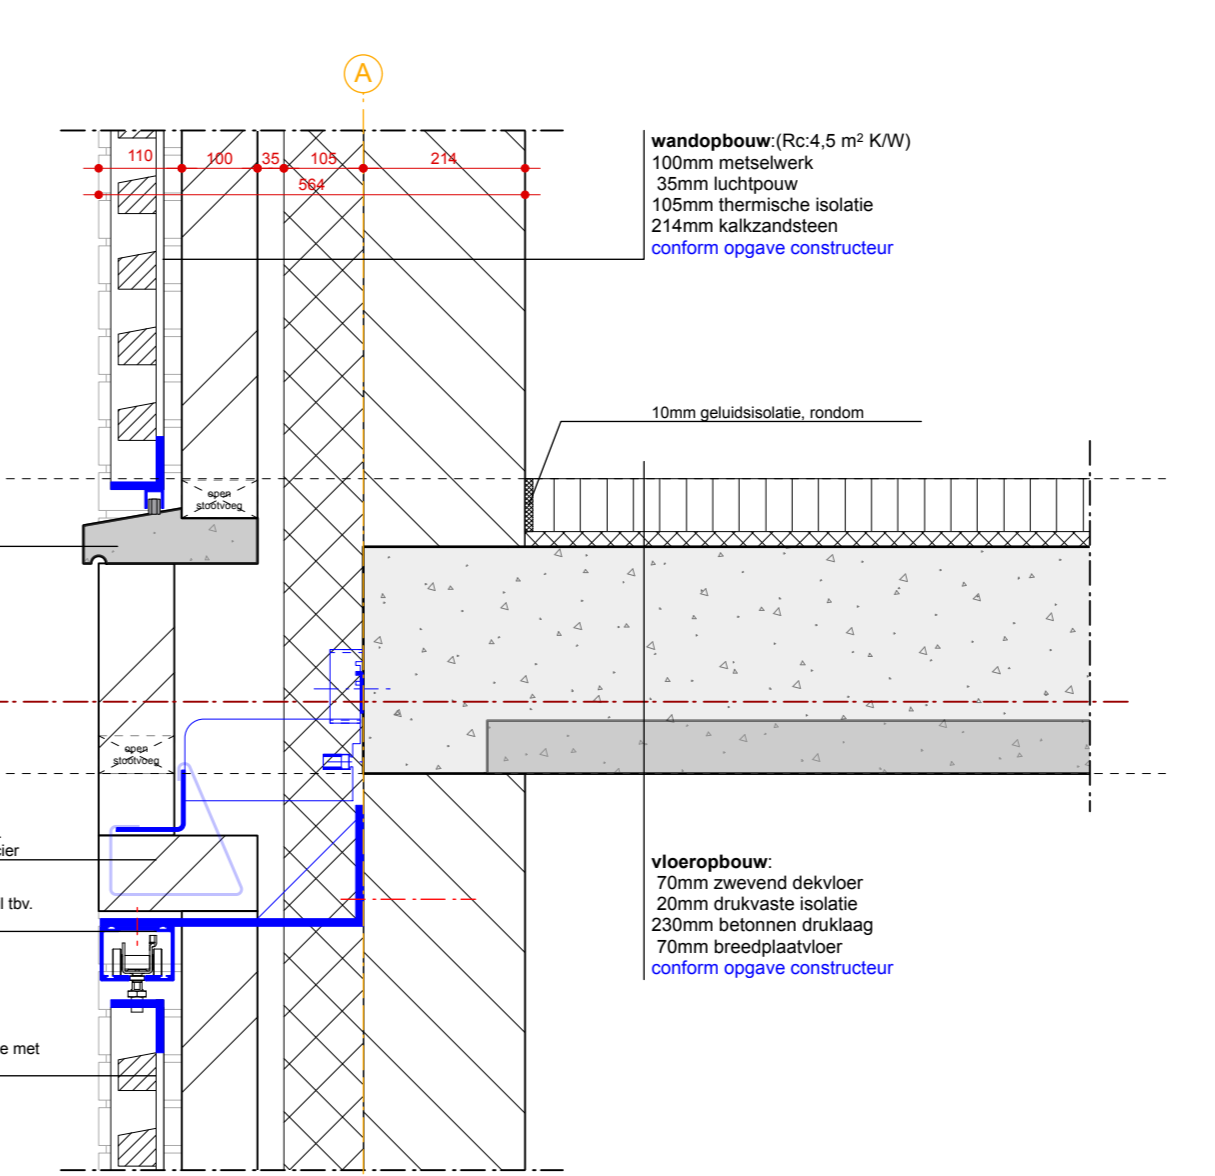 A
wandopbouw:(Rc:4,5 m² K/W)
100mm metselwerk
35mm luchtpouw
105mm thermische isolatie
214mm kalkzandsteen
conform opgave constructeur
110 100 35 105 214
564
10mm geluidsisolatie, rondom
open
stootvoeg
open
stootvoeg
cier
l tbv.
e met
vloeropbouw:
70mm zwevend dekvloer
20mm drukvaste isolatie
230mm betonnen druklaag
70mm breedplaatvloer
conform opgave constructeur